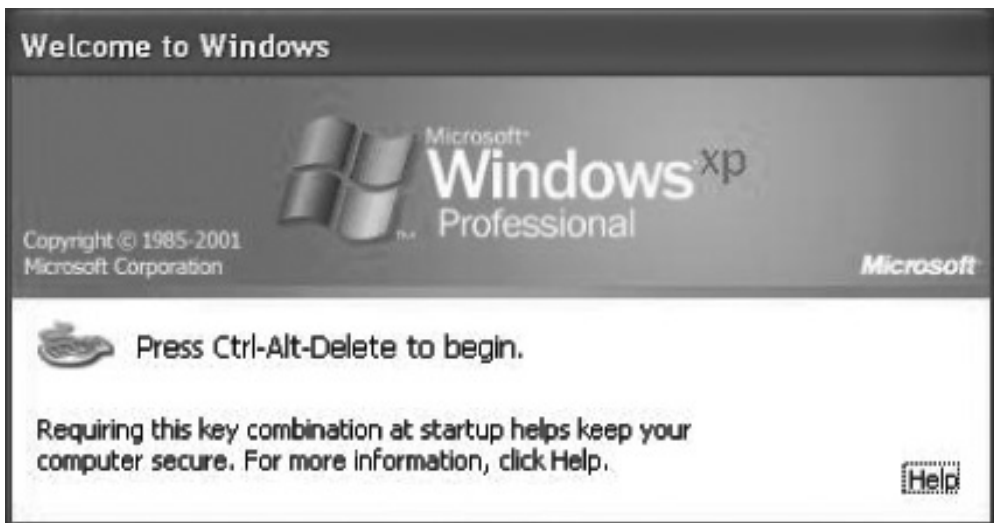 Welcome to Windows
Microsoft®
Windows xp
Professional
Copyright © 1985-2001
Microsoft Corporation
Microsoft
Press Ctrl-Alt-Delete to begin.
Requiring this key combination at startup helps keep your
computer secure. For more information, click Help.
Help